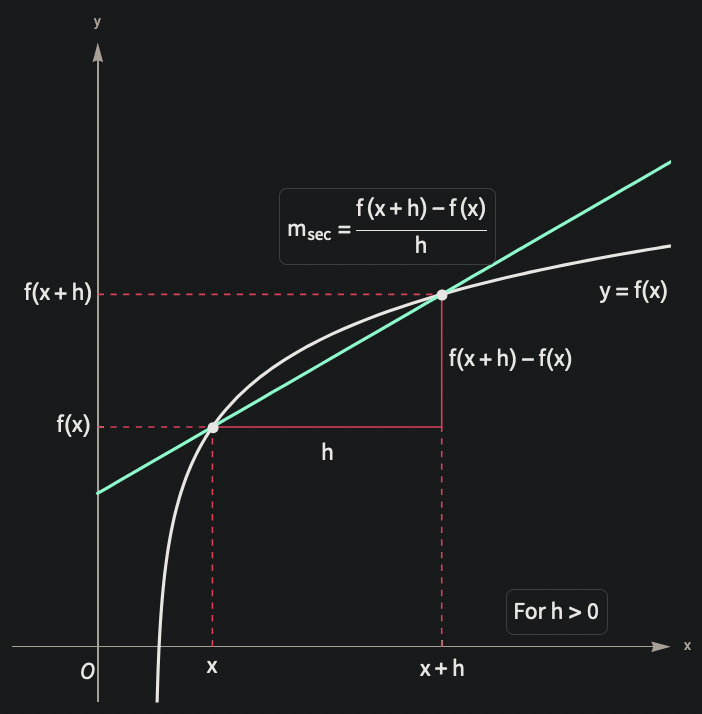 y
m_sec = (f(x+h) − f(x)) / h
f(x+h)
y = f(x)
f(x+h) − f(x)
f(x)
h
For h > 0
x
O
x
x + h